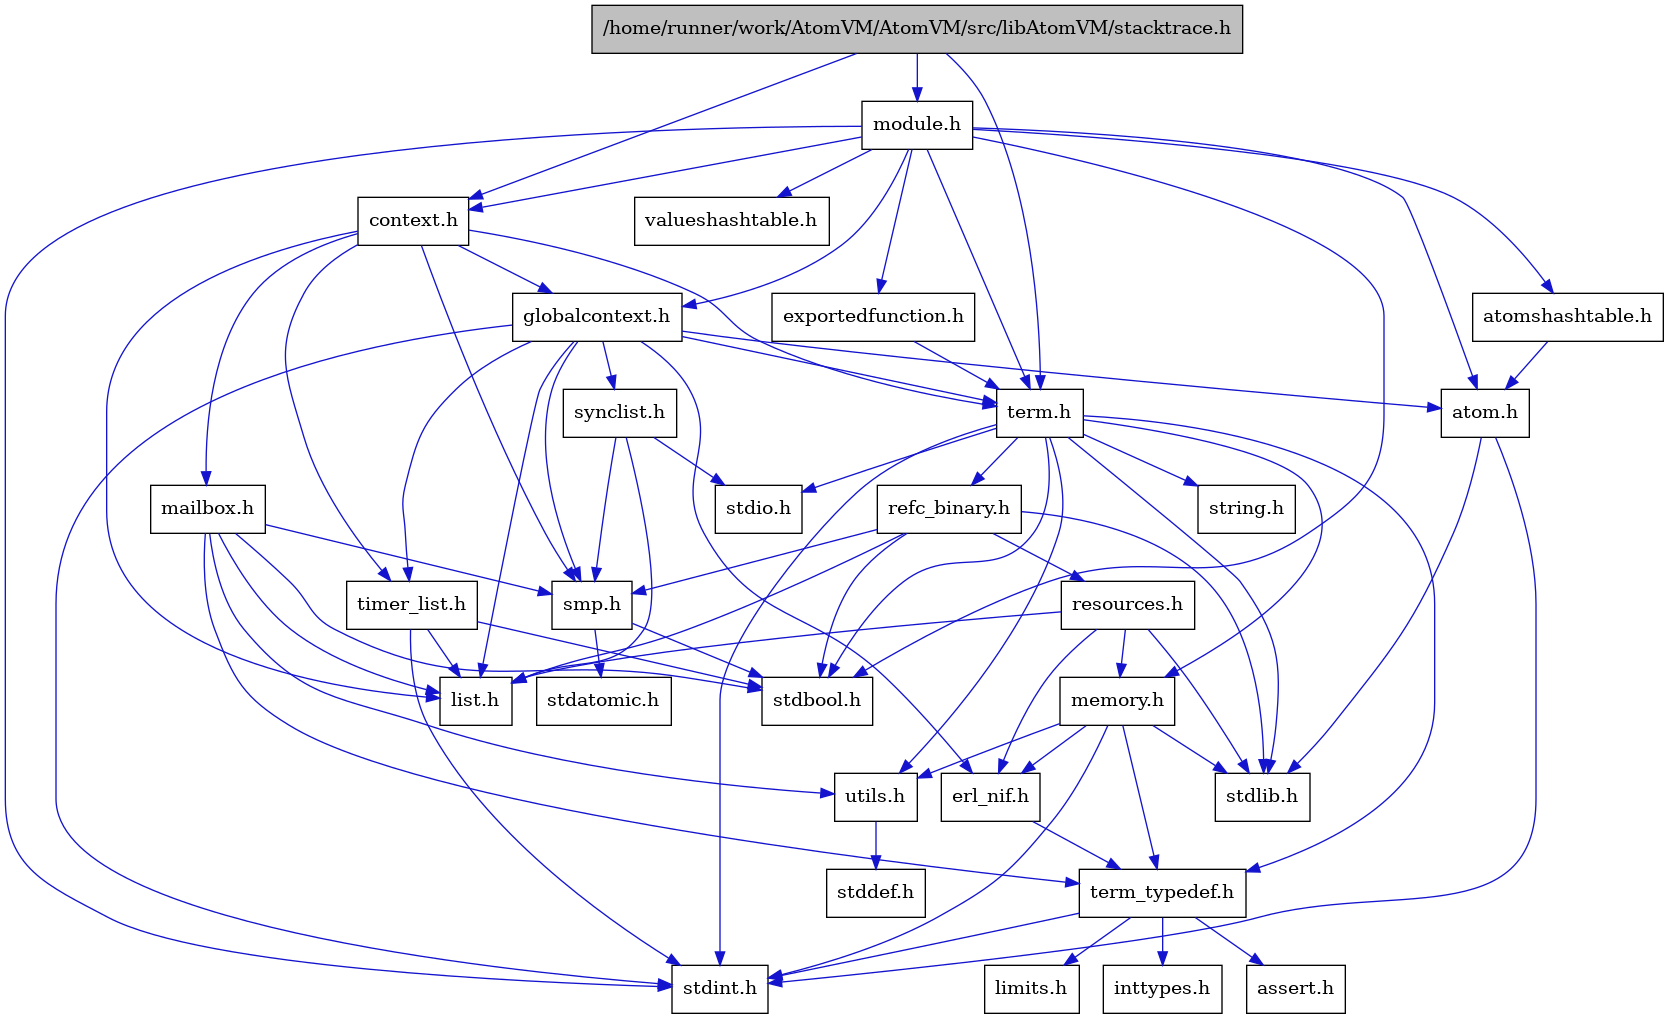 /home/runner/work/AtomVM/AtomVM/src/libAtomVM/stacktrace.h
module.h
context.h
valueshashtable.h
globalcontext.h
exportedfunction.h
atomshashtable.h
synclist.h
term.h
atom.h
mailbox.h
stdio.h
refc_binary.h
string.h
timer_list.h
smp.h
resources.h
list.h
stdatomic.h
stdbool.h
memory.h
utils.h
erl_nif.h
stdlib.h
stddef.h
term_typedef.h
stdint.h
limits.h
inttypes.h
assert.h